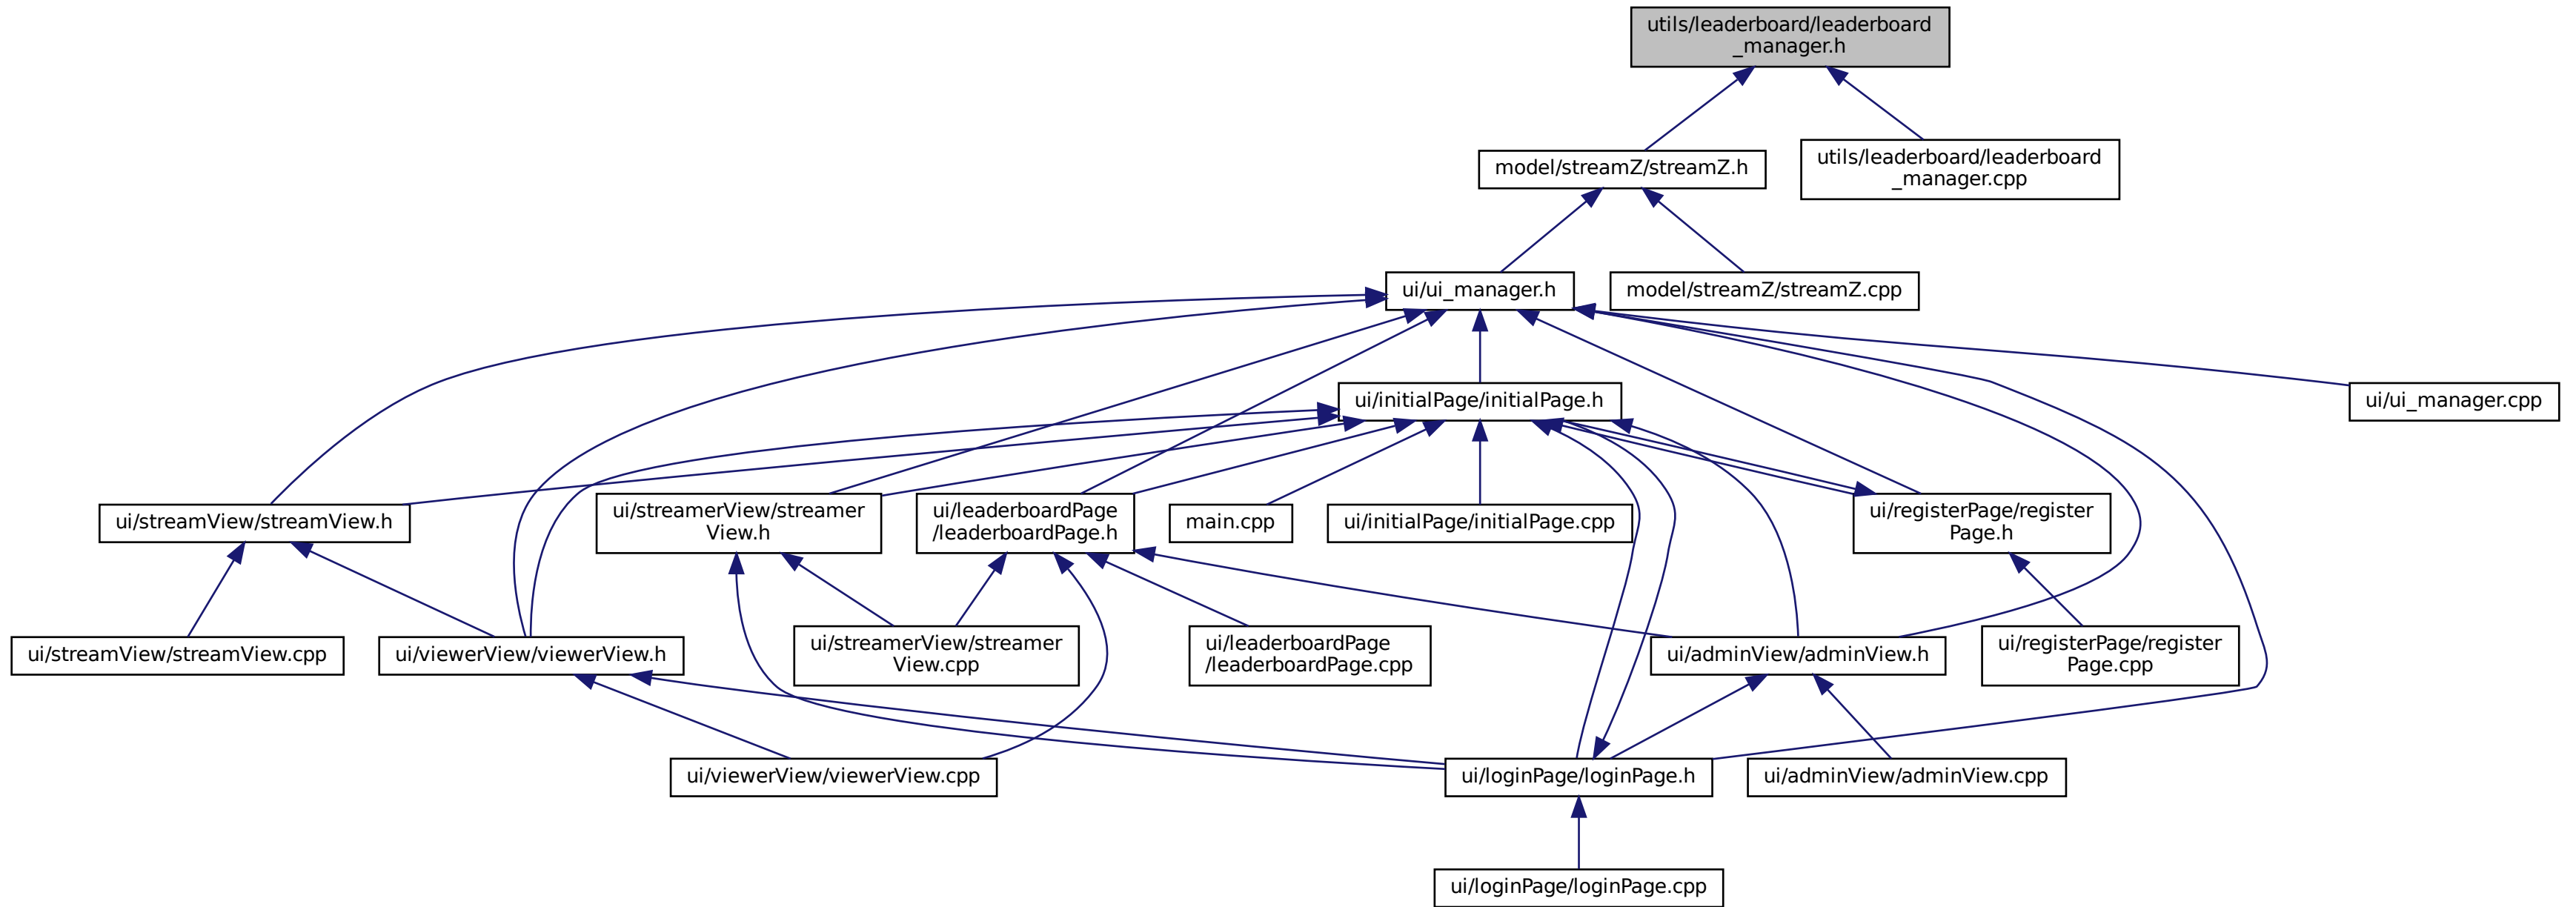 utils/leaderboard/leaderboard
_manager.h
model/streamZ/streamZ.h
utils/leaderboard/leaderboard
_manager.cpp
ui/ui_manager.h
model/streamZ/streamZ.cpp
ui/initialPage/initialPage.h
ui/ui_manager.cpp
ui/streamView/streamView.h
ui/streamerView/streamer
View.h
ui/leaderboardPage
/leaderboardPage.h
main.cpp
ui/initialPage/initialPage.cpp
ui/registerPage/register
Page.h
ui/streamView/streamView.cpp
ui/viewerView/viewerView.h
ui/streamerView/streamer
View.cpp
ui/leaderboardPage
/leaderboardPage.cpp
ui/adminView/adminView.h
ui/registerPage/register
Page.cpp
ui/viewerView/viewerView.cpp
ui/loginPage/loginPage.h
ui/adminView/adminView.cpp
ui/loginPage/loginPage.cpp